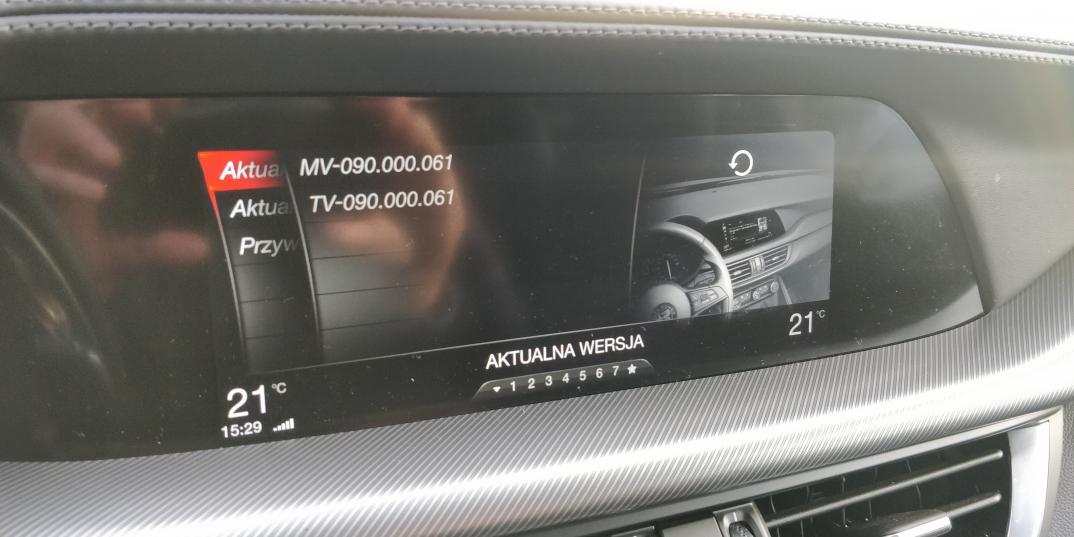 Aktua MV-090.000.061
Aktua TV-090.000.061
Przyw
21°C
AKTUALNA WERSJA
1 2 3 4 5 6 7 ★
21°C
15:29